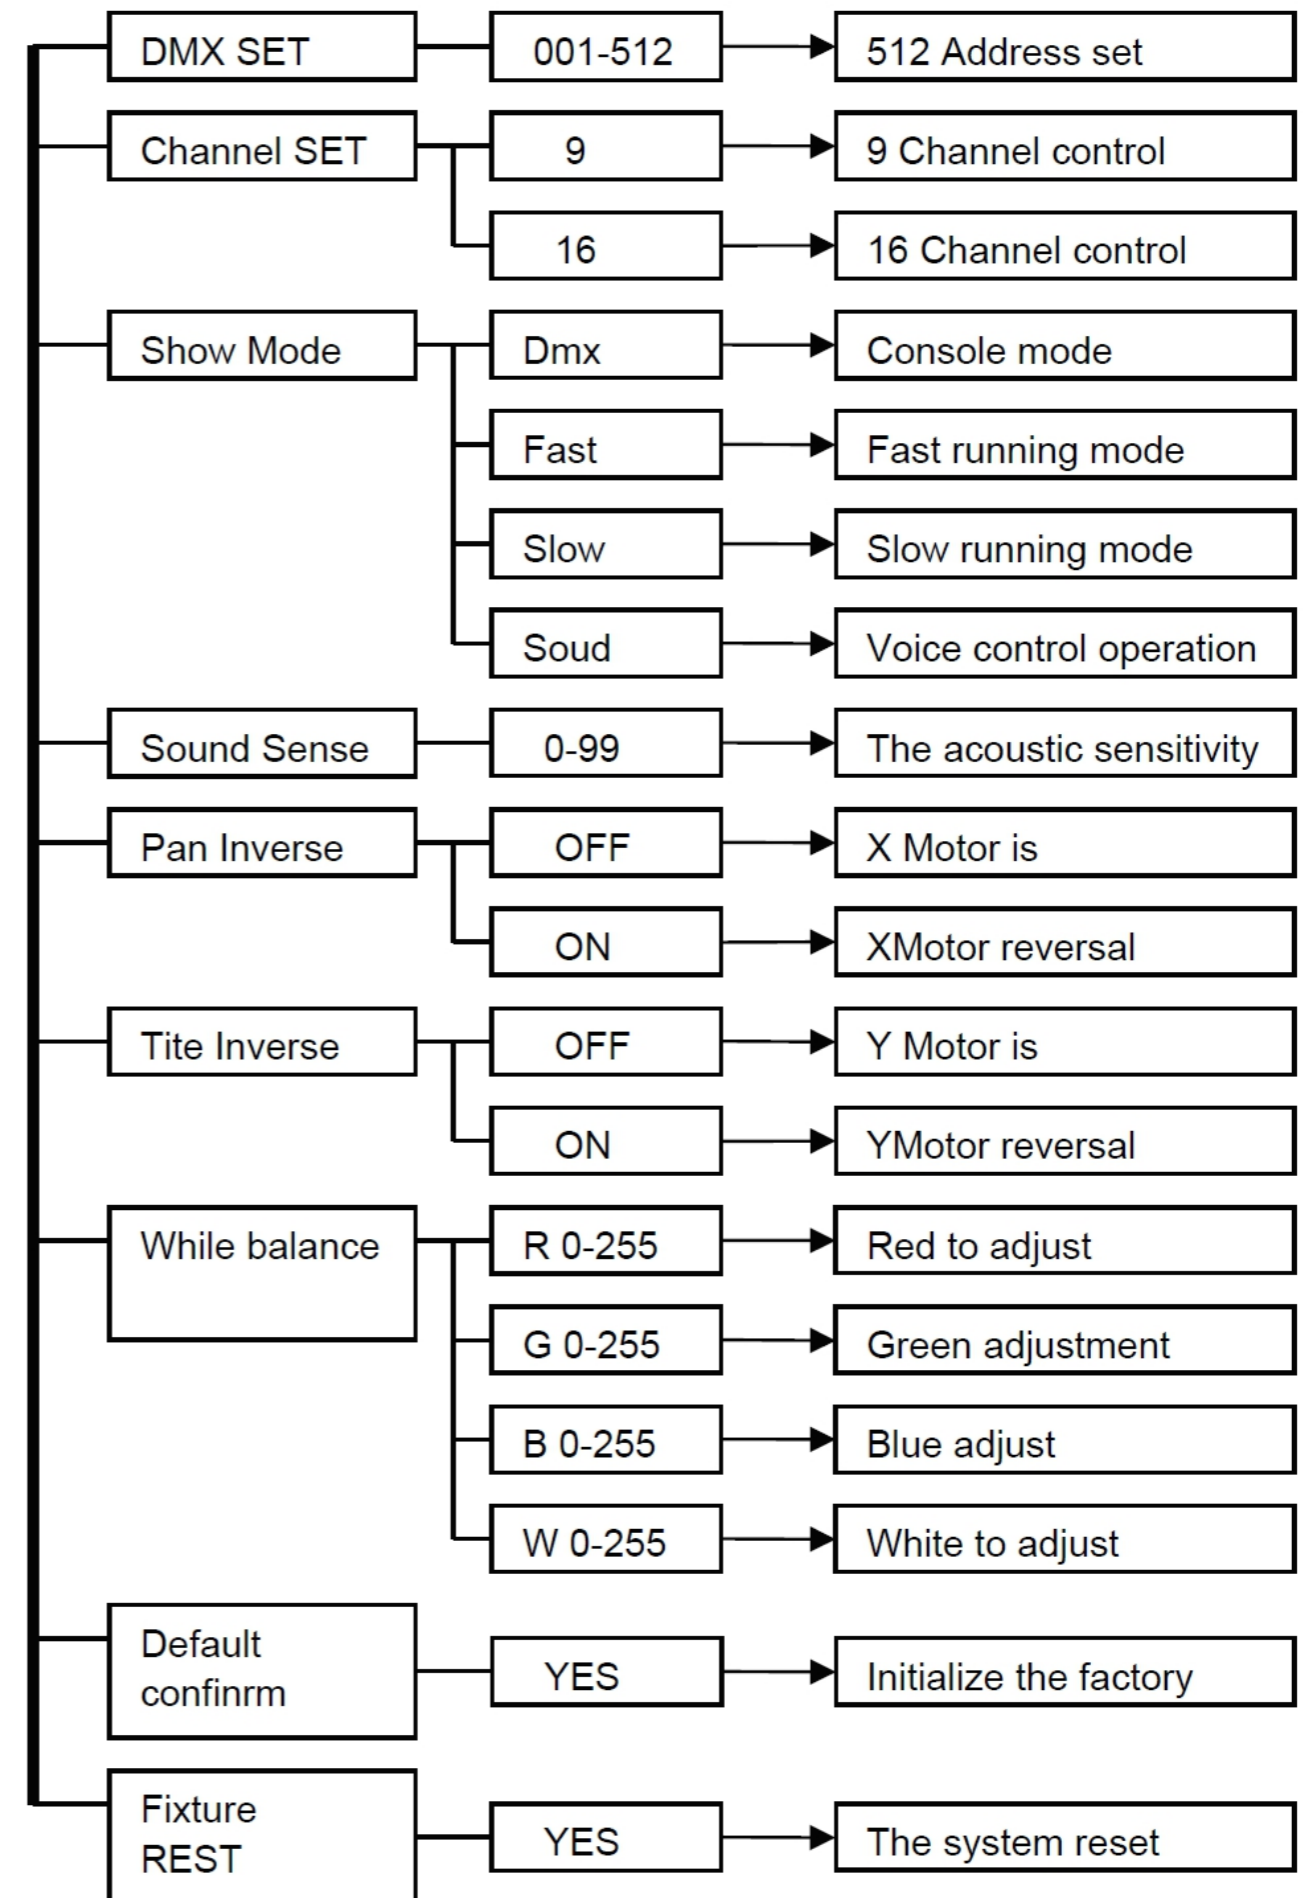 DMX SET 001-512 512 Address set
Channel SET 9 9 Channel control
16 16 Channel control
Show Mode Dmx Console mode
Fast Fast running mode
Slow Slow running mode
Soud Voice control operation
Sound Sense 0-99 The acoustic sensitivity
Pan Inverse OFF X Motor is
ON XMotor reversal
Tite Inverse OFF Y Motor is
ON YMotor reversal
While balance R 0-255 Red to adjust
G 0-255 Green adjustment
B 0-255 Blue adjust
W 0-255 White to adjust
Default
confinrm YES Initialize the factory
Fixture
REST YES The system reset